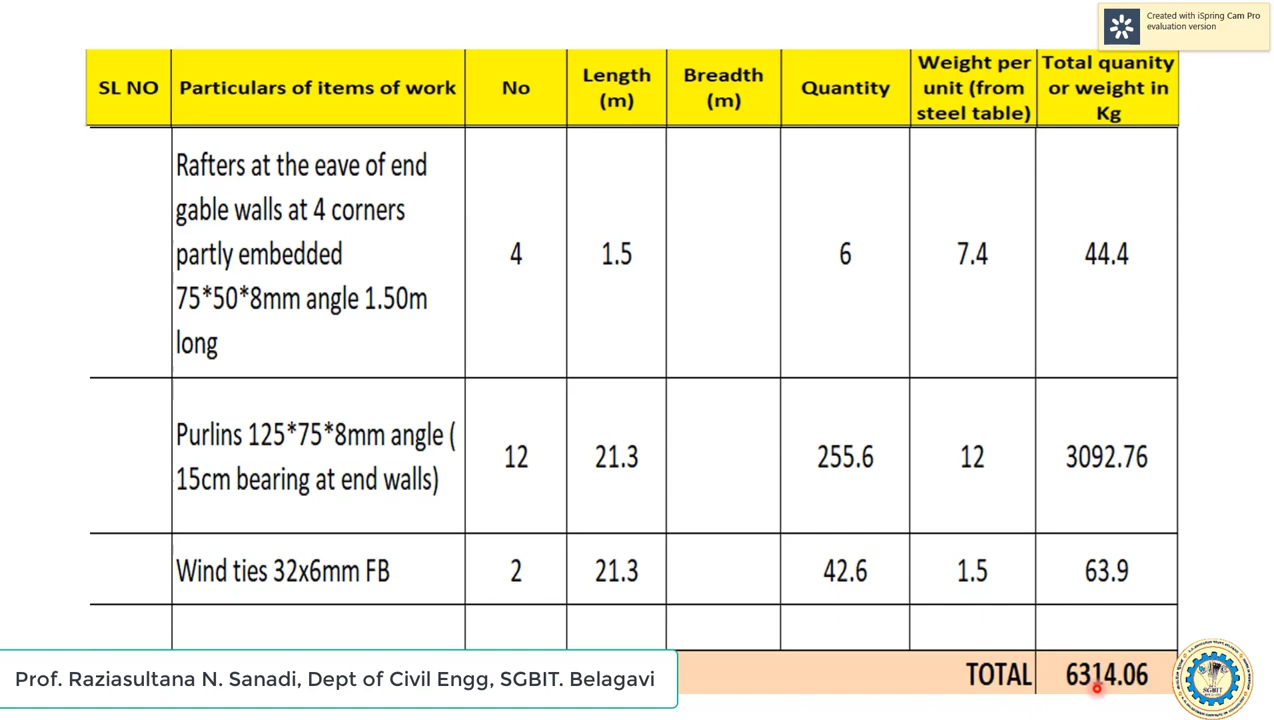 Created with iSpring Cam Pro
evaluation version
SL NO Particulars of items of work No Length (m) Breadth (m) Quantity Weight per unit (from steel table) Total quanity or weight in Kg
Rafters at the eave of end
gable walls at 4 corners
partly embedded 4 1.5 6 7.4 44.4
75*50*8mm angle 1.50m
long
Purlins 125*75*8mm angle (
15cm bearing at end walls) 12 21.3 255.6 12 3092.76
Wind ties 32x6mm FB 2 21.3 42.6 1.5 63.9
TOTAL 6314.06
Prof. Raziasultana N. Sanadi, Dept of Civil Engg, SGBIT. Belagavi
SGBIT